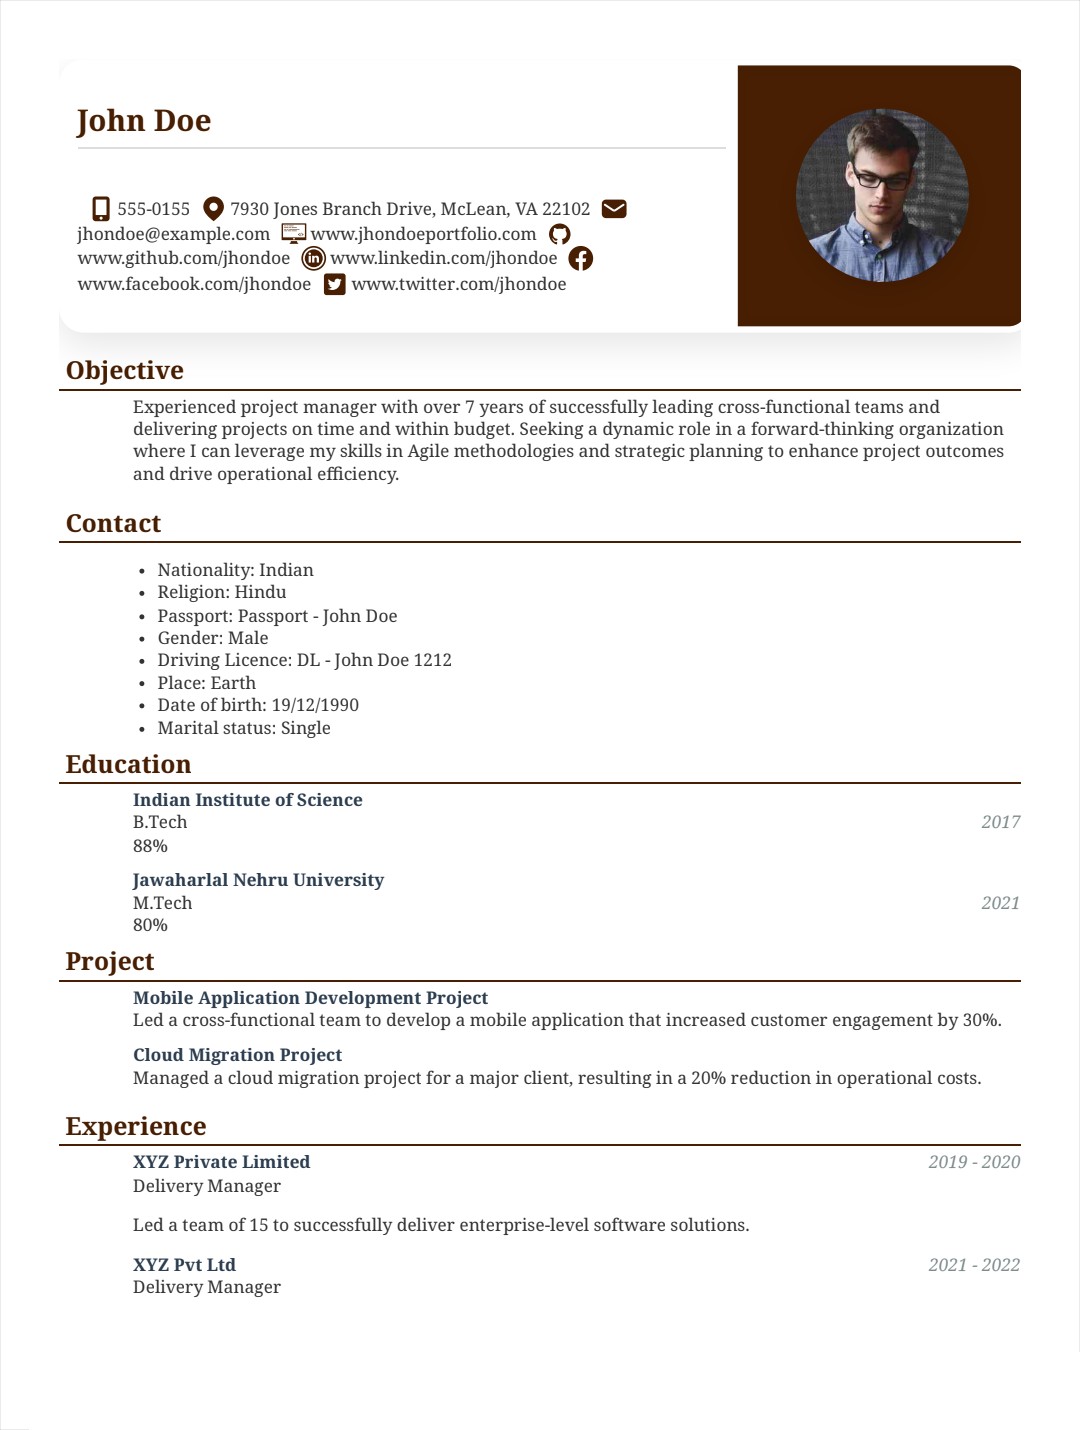 John Doe
555-0155 7930 Jones Branch Drive, McLean, VA 22102
jhondoe@example.com www.jhondoeportfolio.com
www.github.com/jhondoe www.linkedin.com/jhondoe
www.facebook.com/jhondoe www.twitter.com/jhondoe
Objective
Experienced project manager with over 7 years of successfully leading cross-functional teams and
delivering projects on time and within budget. Seeking a dynamic role in a forward-thinking organization
where I can leverage my skills in Agile methodologies and strategic planning to enhance project outcomes
and drive operational efficiency.
Contact
• Nationality: Indian
• Religion: Hindu
• Passport: Passport - John Doe
• Gender: Male
• Driving Licence: DL - John Doe 1212
• Place: Earth
• Date of birth: 19/12/1990
• Marital status: Single
Education
Indian Institute of Science
B.Tech 2017
88%
Jawaharlal Nehru University
M.Tech 2021
80%
Project
Mobile Application Development Project
Led a cross-functional team to develop a mobile application that increased customer engagement by 30%.
Cloud Migration Project
Managed a cloud migration project for a major client, resulting in a 20% reduction in operational costs.
Experience
XYZ Private Limited 2019 - 2020
Delivery Manager
Led a team of 15 to successfully deliver enterprise-level software solutions.
XYZ Pvt Ltd 2021 - 2022
Delivery Manager